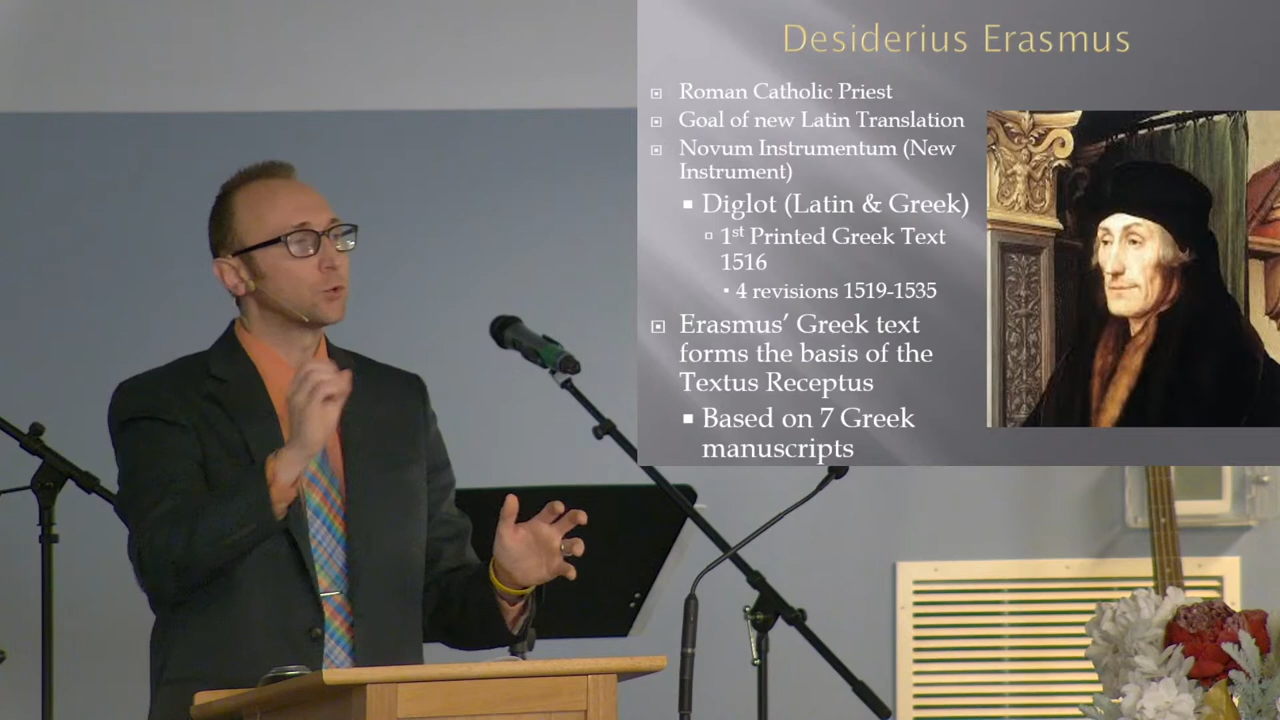 Desiderius Erasmus
Roman Catholic Priest
Goal of new Latin Translation
Novum Instrumentum (New
Instrument)
Diglot (Latin & Greek)
1st Printed Greek Text
1516
4 revisions 1519-1535
Erasmus’ Greek text
forms the basis of the
Textus Receptus
Based on 7 Greek
manuscripts